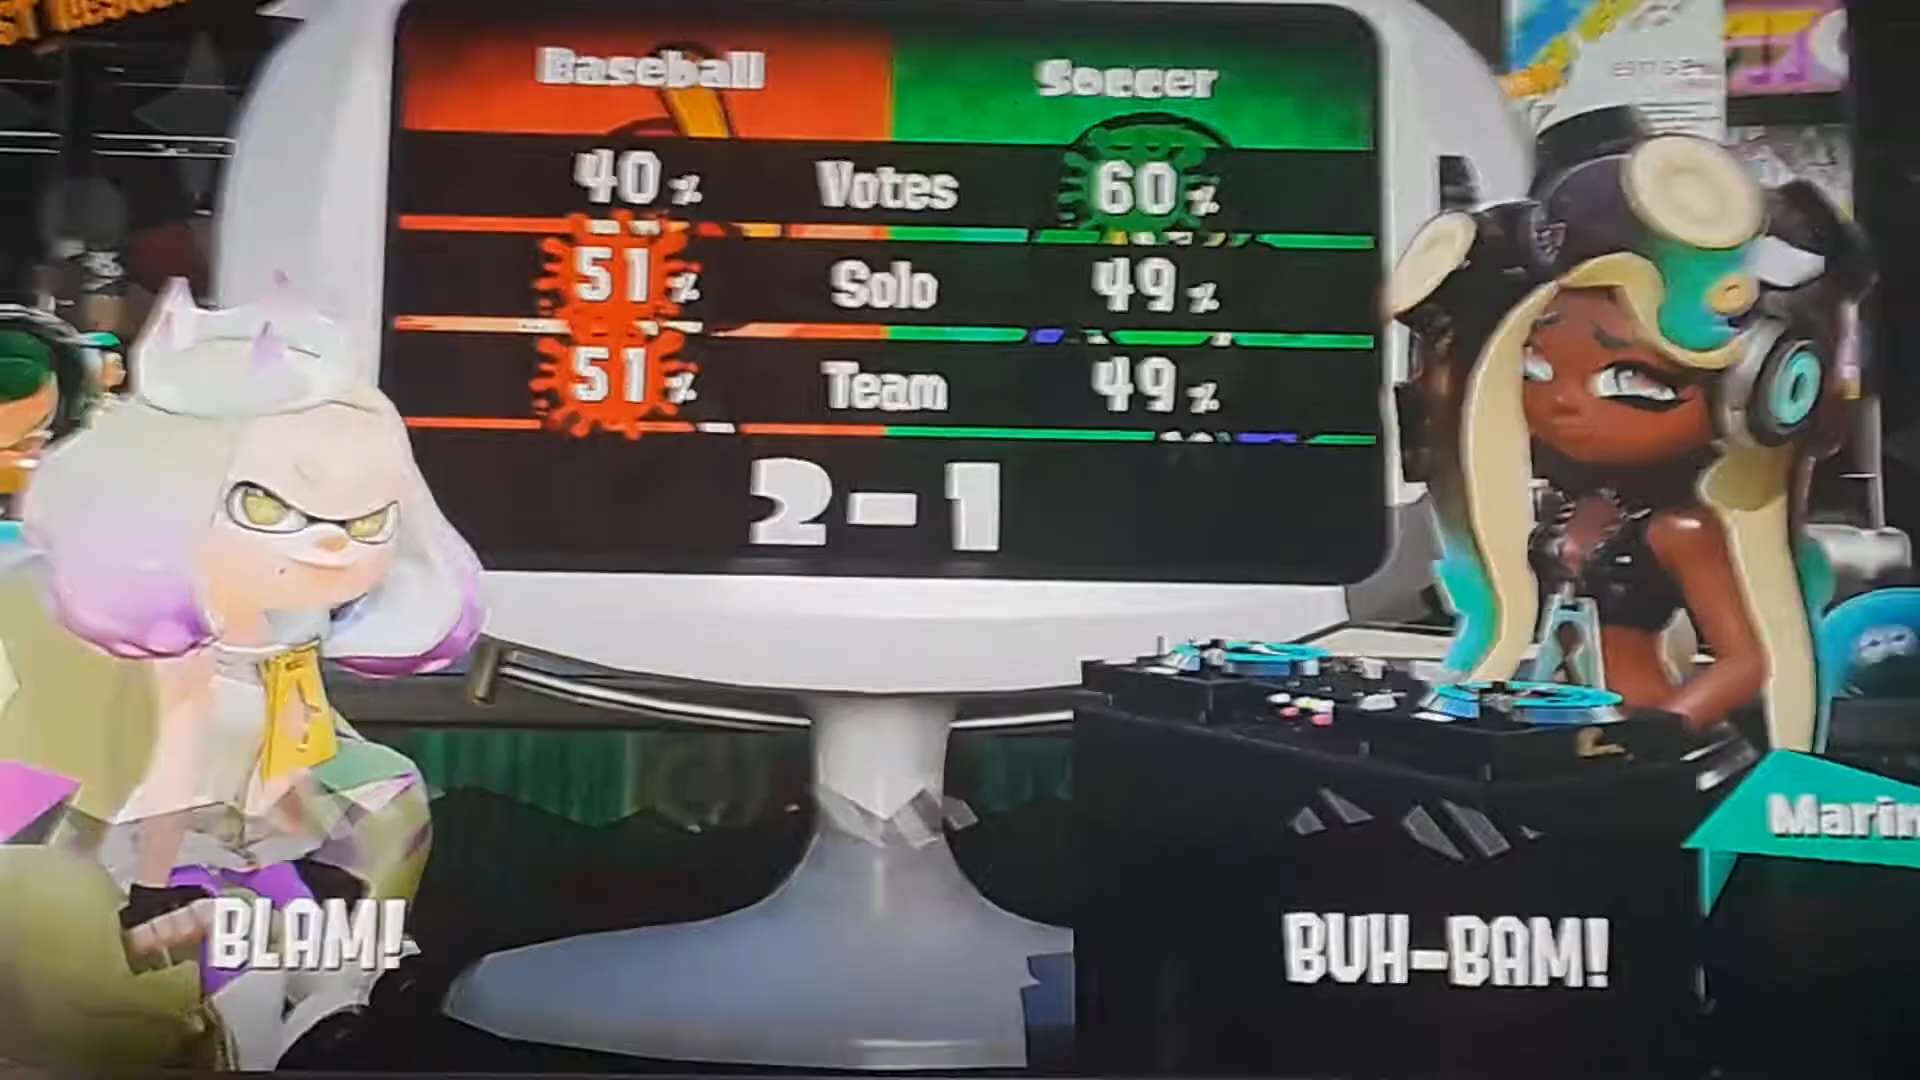 Baseball Soccer
40% Votes 60%
51% Solo 49%
51% Team 49%
2-1
Marin
BLAM! BUH-BAM!